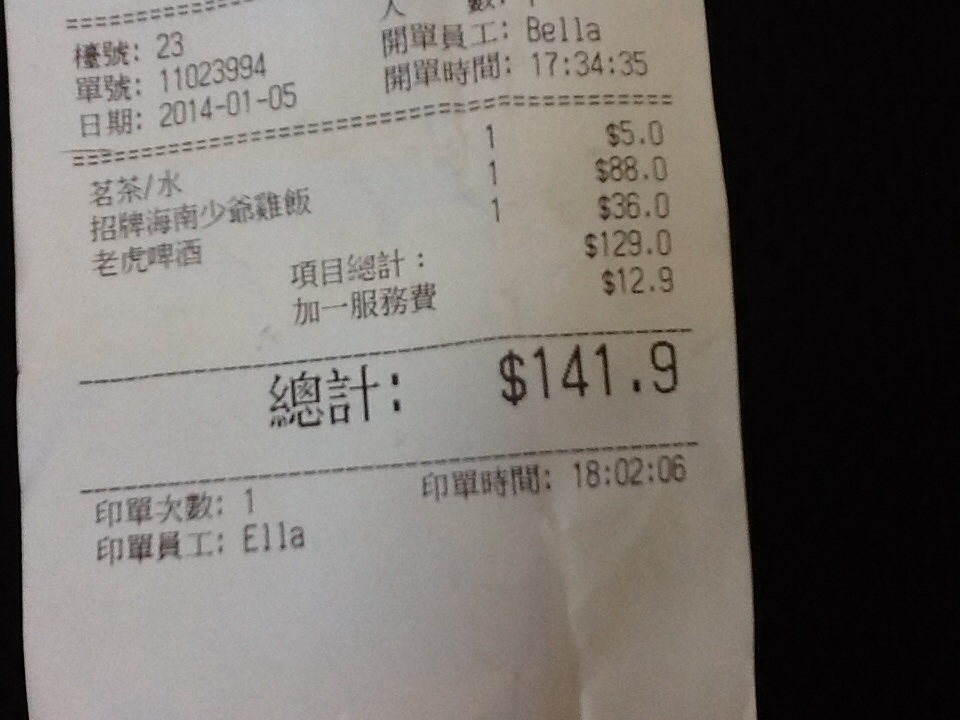 人 數:
檯號: 23 開單員工: Bella
單號: 11023994 開單時間: 17:34:35
日期: 2014-01-05
茗茶/水 1 $5.0
招牌海南少爺雞飯 1 $88.0
老虎啤酒 1 $36.0
項目總計: $129.0
加一服務費 $12.9
總計: $141.9
印單次數: 1 印單時間: 18:02:06
印單員工: Ella